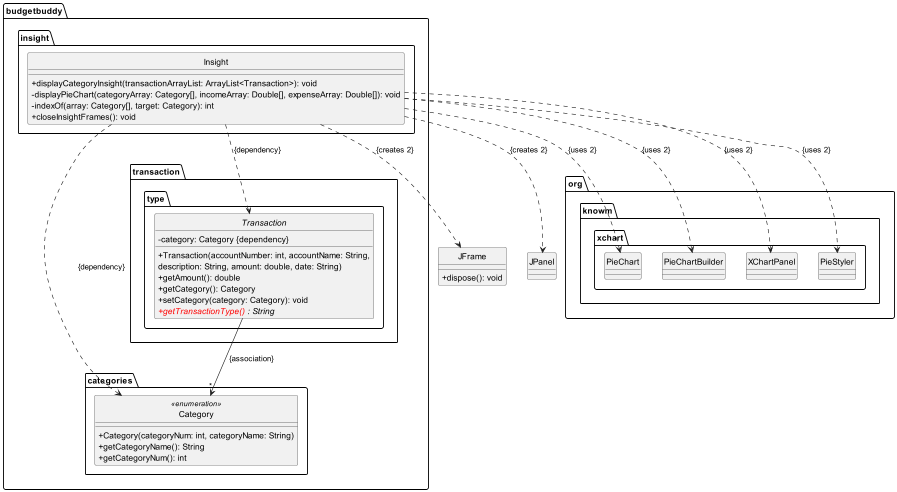 budgetbuddy
insight
Insight
+displayCategoryInsight(transactionArrayList: ArrayList<Transaction>): void
-displayPieChart(categoryArray: Category[], incomeArray: Double[], expenseArray: Double[]): void
-indexOf(array: Category[], target: Category): int
+closeInsightFrames(): void
{dependency}
{creates 2}
{creates 2}
{uses 2}
{uses 2}
{uses 2}
{uses 2}
transaction
type
Transaction
-category: Category {dependency}
+Transaction(accountNumber: int, accountName: String,
description: String, amount: double, date: String)
+getAmount(): double
+getCategory(): Category
+setCategory(category: Category): void
+getTransactionType() : String
{dependency}
JFrame
+dispose(): void
JPanel
org
knowm
xchart
PieChart
PieChartBuilder
XChartPanel
PieStyler
{association}
*
categories
«enumeration»
Category
+Category(categoryNum: int, categoryName: String)
+getCategoryName(): String
+getCategoryNum(): int